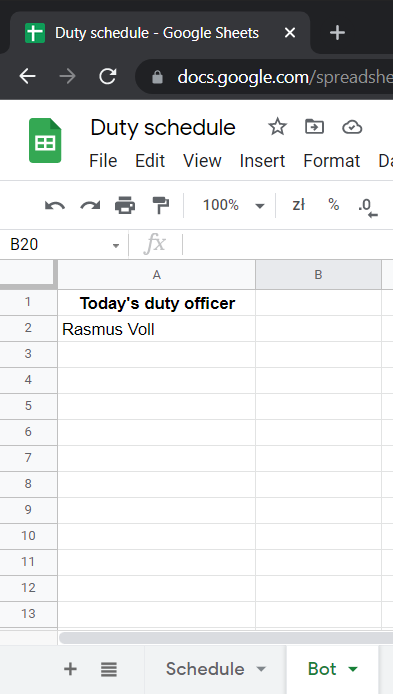 Duty schedule - Google Sheets
docs.google.com/spreadshe
Duty schedule
File Edit View Insert Format Da
100% zł % .0
B20 fx
A B
1 Today's duty officer
2 Rasmus Voll
3
4
5
6
7
8
9
10
11
12
13
Schedule Bot